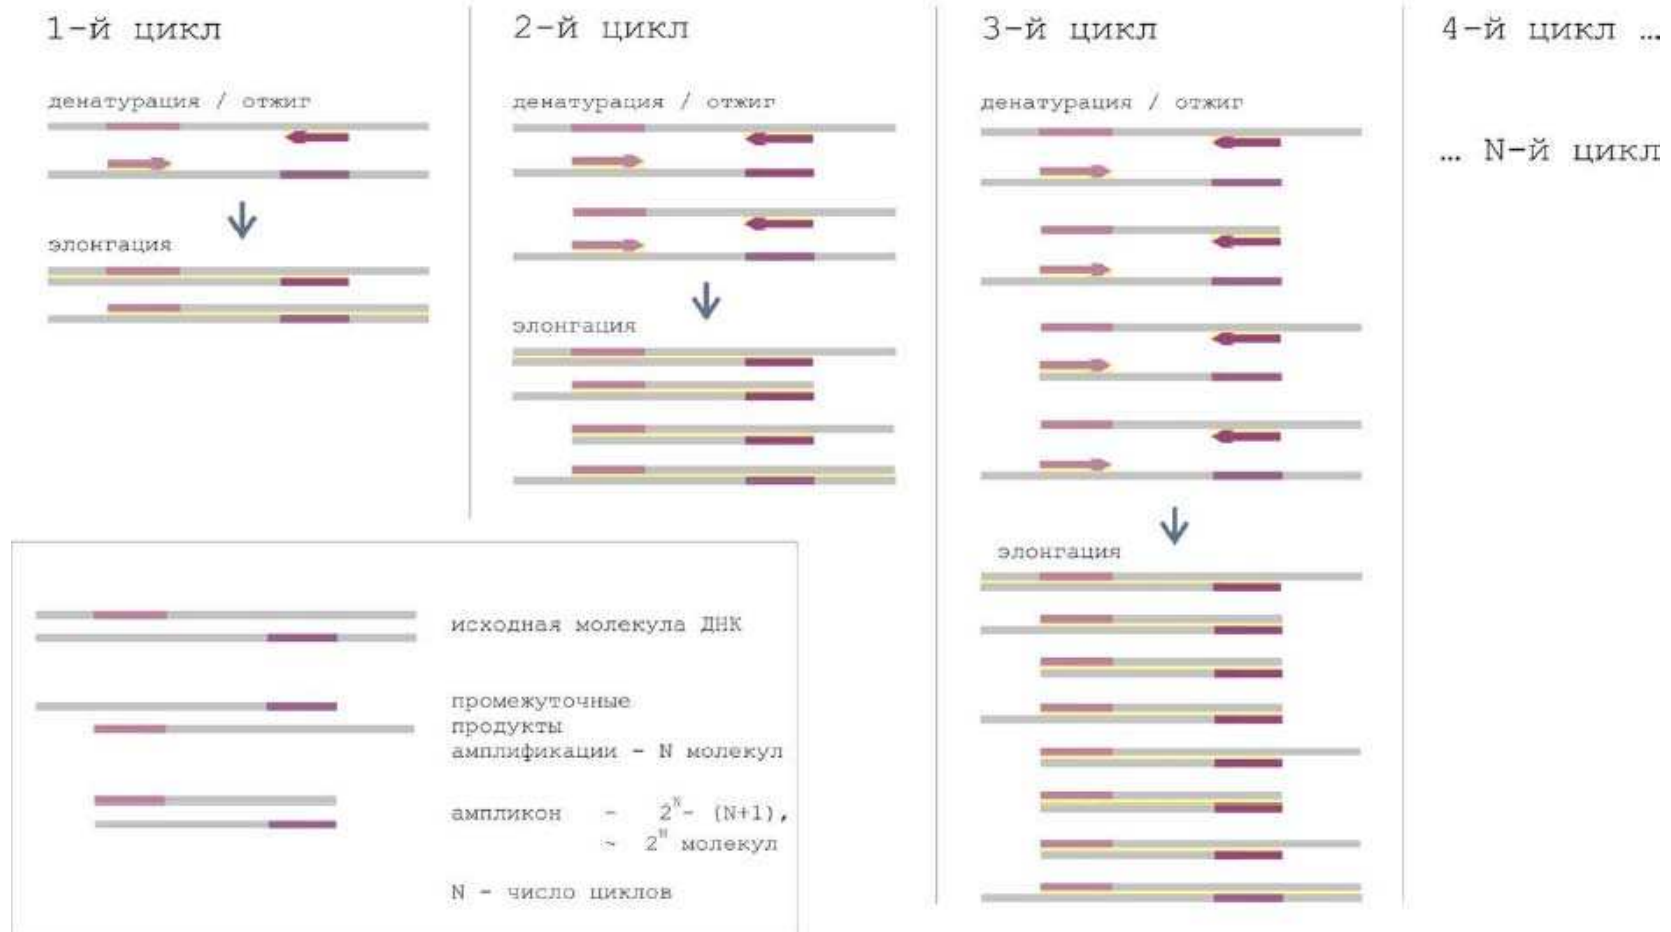 1-й цикл
денатурация / отжиг
элонгация
2-й цикл
денатурация / отжиг
элонгация
3-й цикл
денатурация / отжиг
элонгация
4-й цикл …
… N-й цикл
исходная молекула ДНК
промежуточные
продукты
амплификации - N молекул
ампликон - 2ᴺ- (N+1),
~ 2ᴺ молекул
N - число циклов